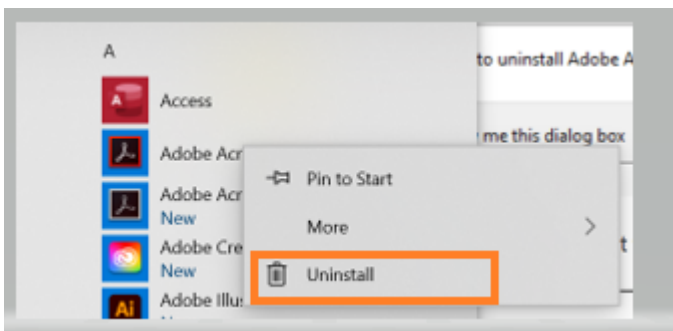 A
to uninstall Adobe A
Access
me this dialog box
Adobe Acr
Pin to Start
Adobe Acr
New
More
Adobe Cre
New
Uninstall
Adobe Illus